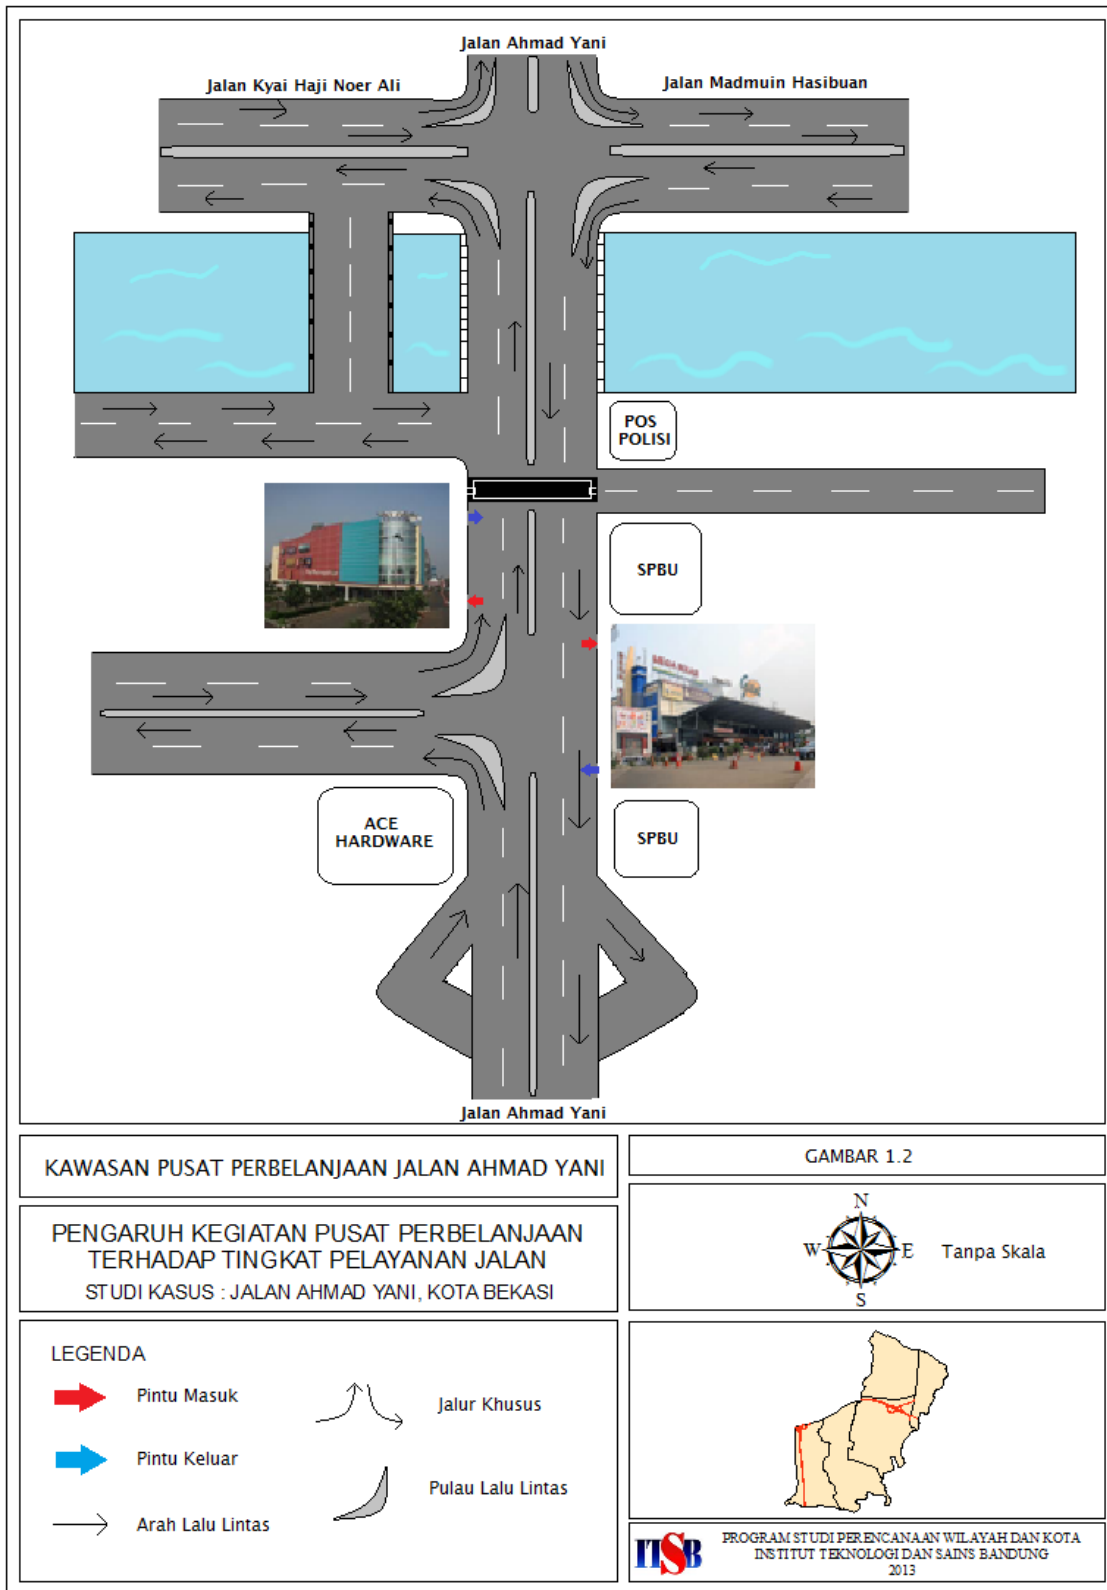 Jalan Ahmad Yani
Jalan Kyai Haji Noer Ali
Jalan Madmuin Hasibuan
POS
POLISI
SPBU
MEGA BEKASI
ACE
HARDWARE
SPBU
Jalan Ahmad Yani
KAWASAN PUSAT PERBELANJAAN JALAN AHMAD YANI
GAMBAR 1.2
PENGARUH KEGIATAN PUSAT PERBELANJAAN
TERHADAP TINGKAT PELAYANAN JALAN
STUDI KASUS : JALAN AHMAD YANI, KOTA BEKASI
N
W E
S
Tanpa Skala
LEGENDA
Pintu Masuk
Pintu Keluar
Arah Lalu Lintas
Jalur Khusus
Pulau Lalu Lintas
ITSB
PROGRAM STUDI PERENCANAAN WILAYAH DAN KOTA
INSTITUT TEKNOLOGI DAN SAINS BANDUNG
2013